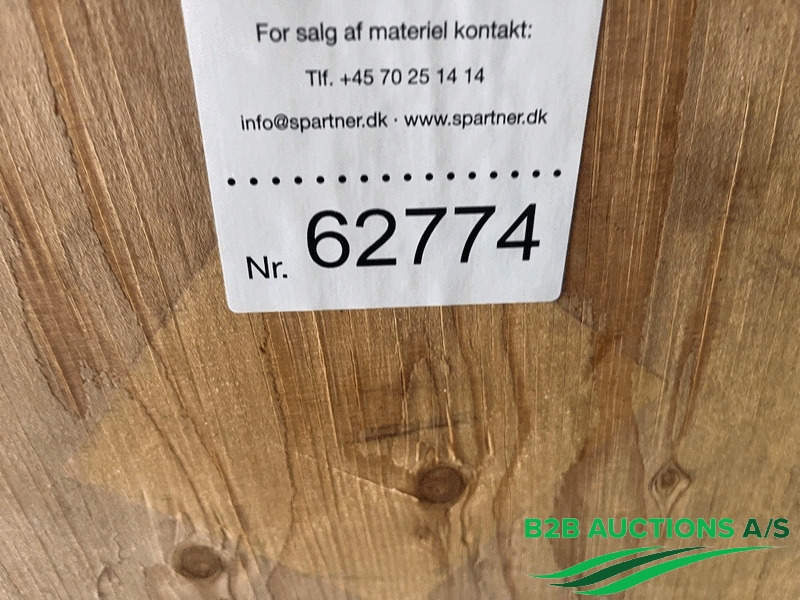 For salg af materiel kontakt:
Tlf. +45 70 25 14 14
info@spartner.dk · www.spartner.dk
Nr. 62774
B2B AUCTIONS A/S